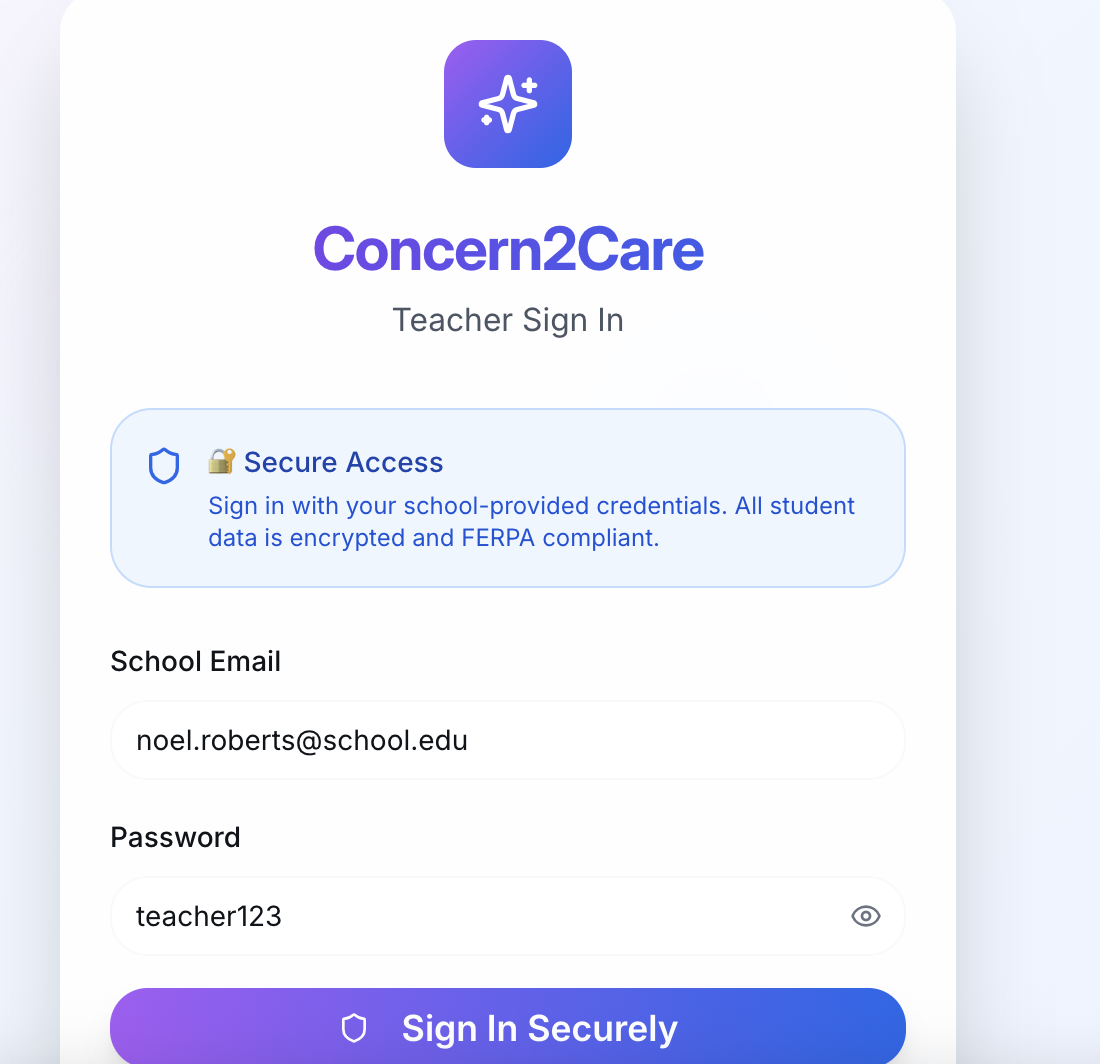 Concern2Care
Teacher Sign In
🔐 Secure Access
Sign in with your school-provided credentials. All student
data is encrypted and FERPA compliant.
School Email
noel.roberts@school.edu
Password
teacher123
Sign In Securely